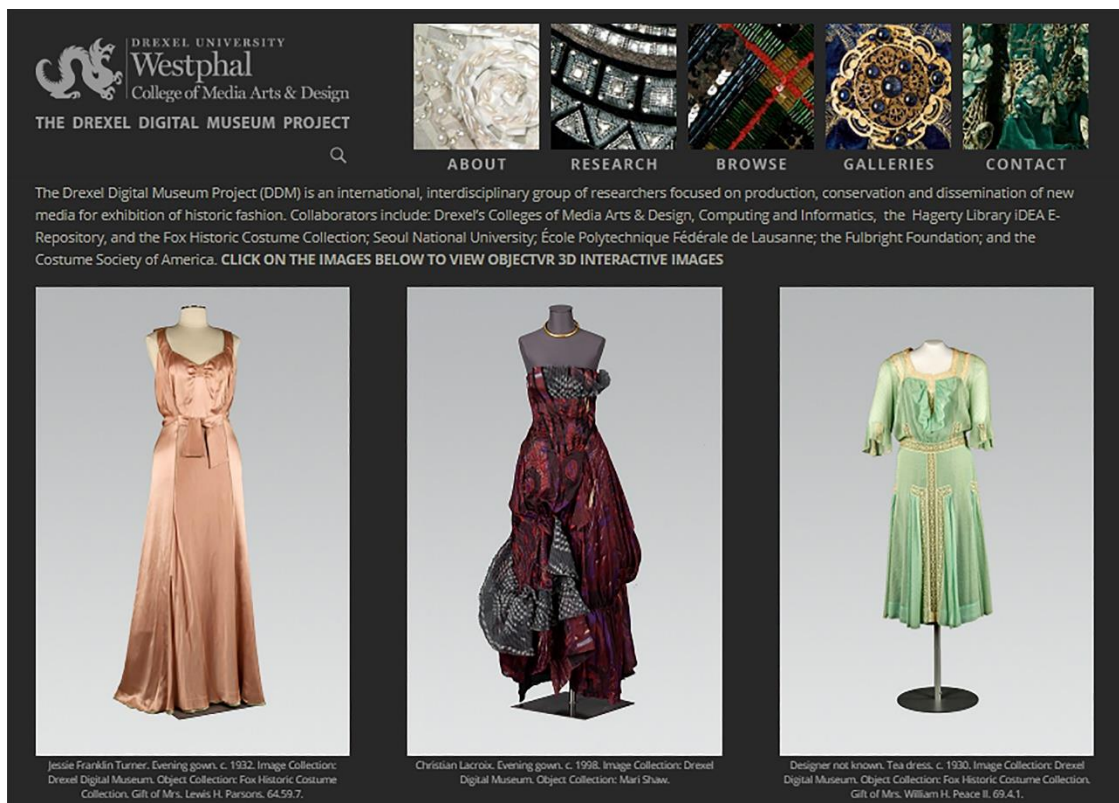 DREXEL UNIVERSITY
Westphal
College of Media Arts & Design
THE DREXEL DIGITAL MUSEUM PROJECT
ABOUT
RESEARCH
BROWSE
GALLERIES
CONTACT
The Drexel Digital Museum Project (DDM) is an international, interdisciplinary group of researchers focused on production, conservation and dissemination of new
media for exhibition of historic fashion. Collaborators include: Drexel's Colleges of Media Arts & Design, Computing and Informatics, the Hagerty Library iDEA E-
Repository, and the Fox Historic Costume Collection; Seoul National University; École Polytechnique Fédérale de Lausanne; the Fulbright Foundation; and the
Costume Society of America. CLICK ON THE IMAGES BELOW TO VIEW OBJECTVR 3D INTERACTIVE IMAGES
Jessie Franklin Turner. Evening gown. c. 1932. Image Collection:
Drexel Digital Museum. Object Collection: Fox Historic Costume
Collection. Gift of Mrs. Lewis H. Parsons. 64.59.7.
Christian Lacroix. Evening gown. c. 1998. Image Collection: Drexel
Digital Museum. Object Collection: Mari Shaw.
Designer not known. Tea dress. c. 1930. Image Collection: Drexel
Digital Museum. Object Collection: Fox Historic Costume Collection.
Gift of Mrs. William H. Peace II. 69.4.1.